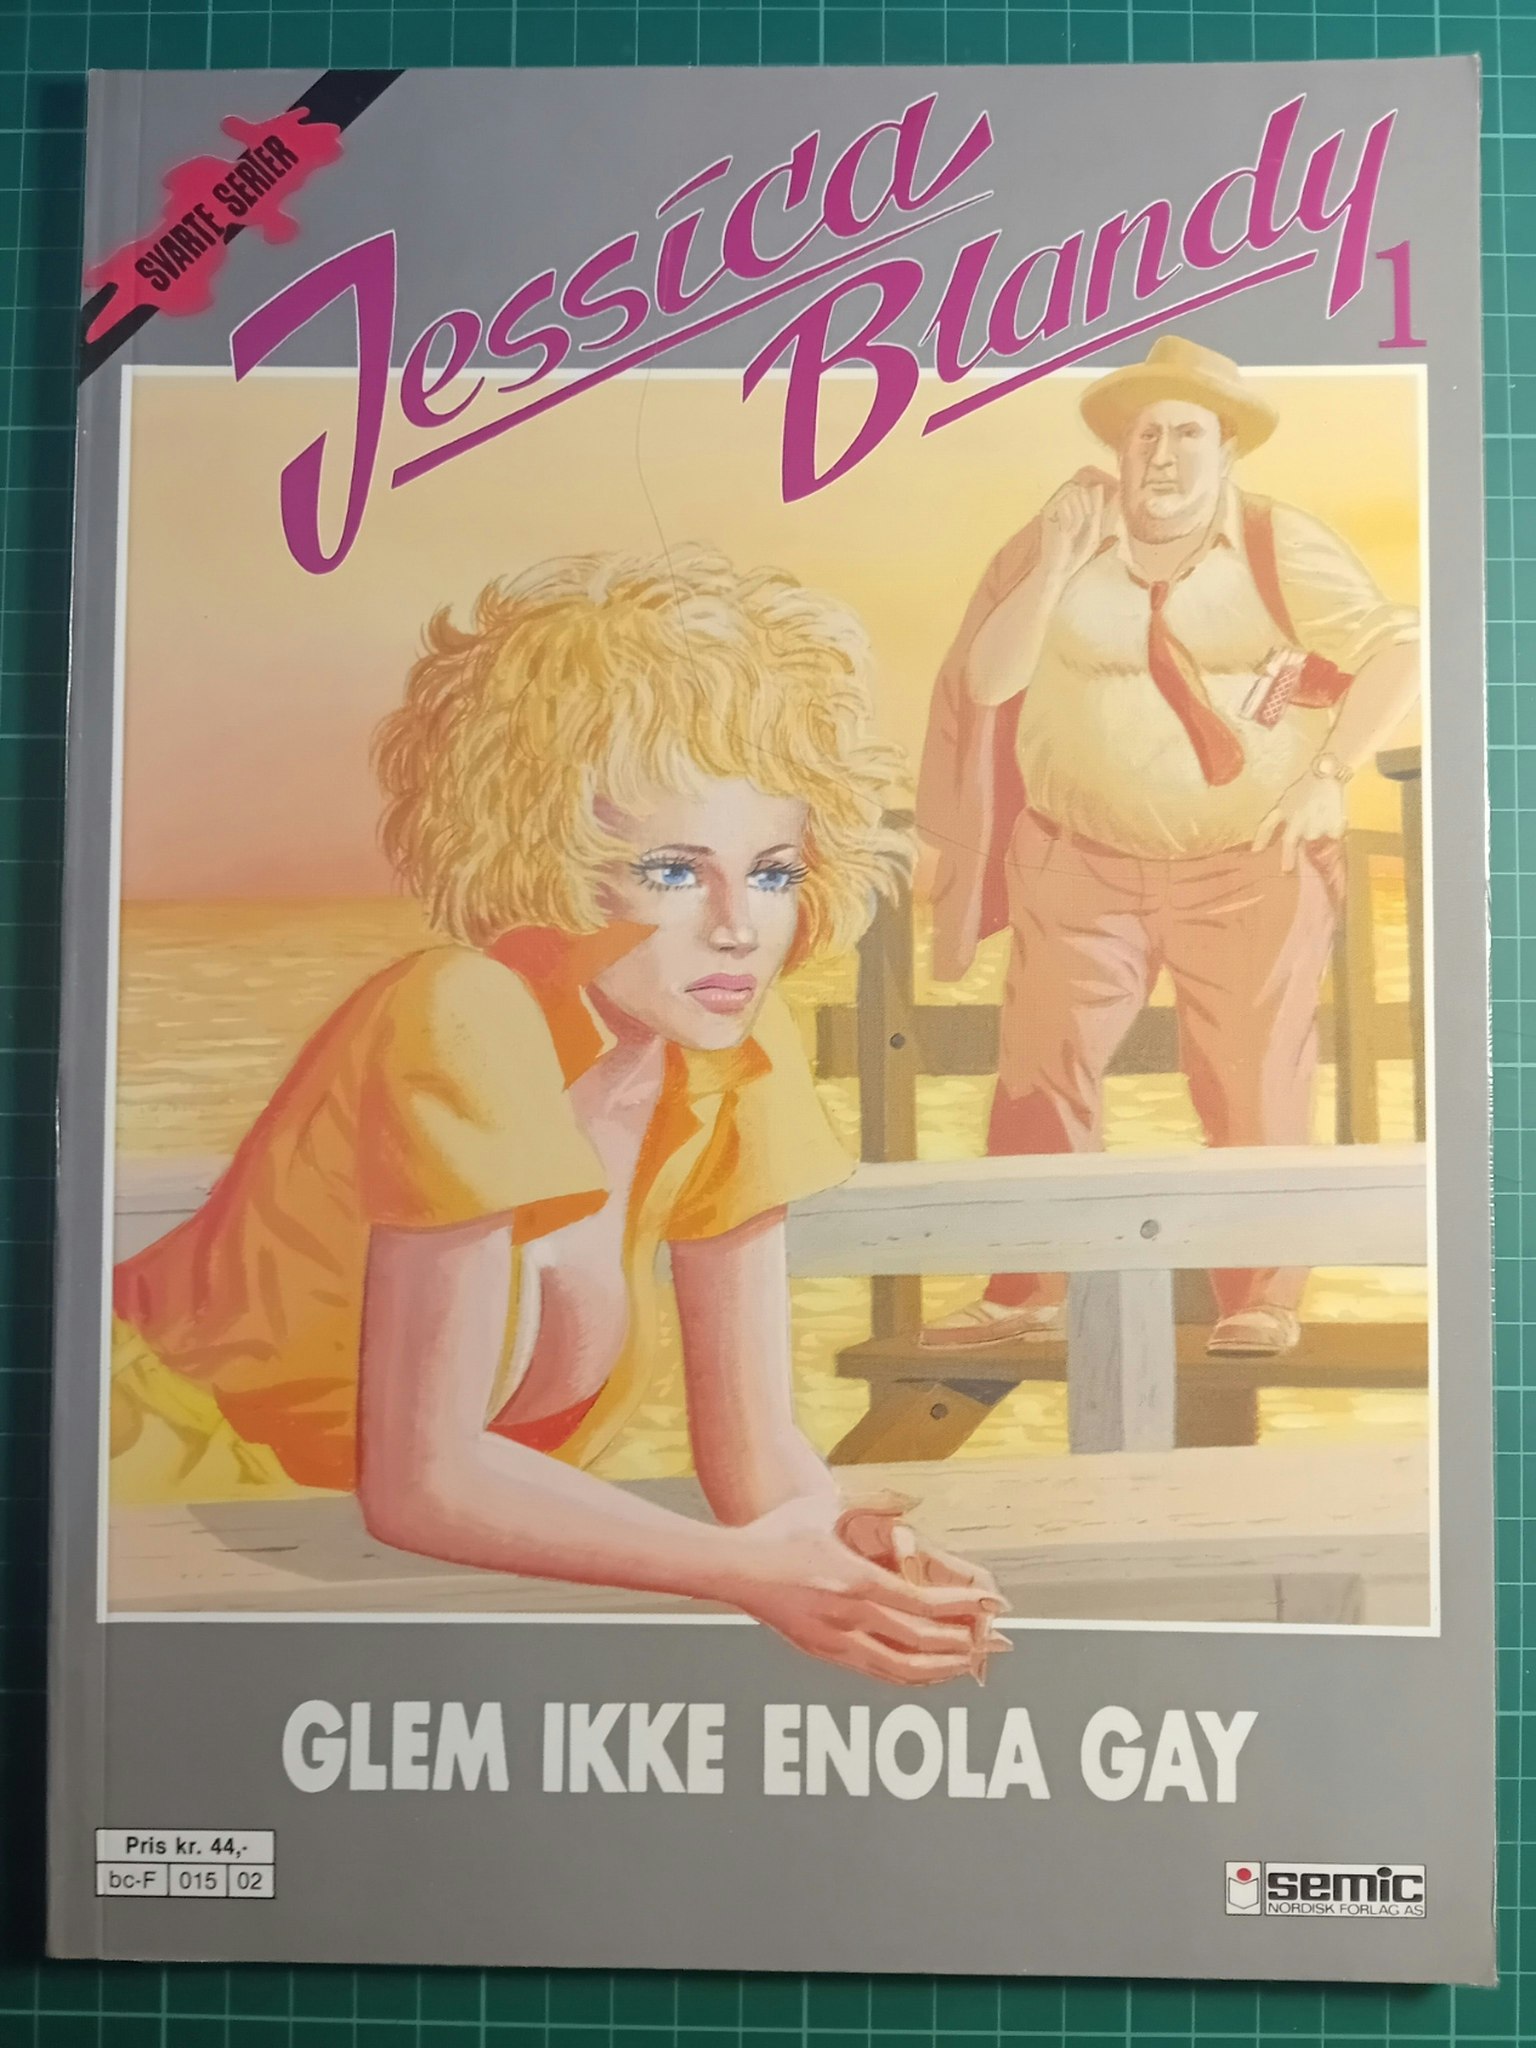 SVARTE SERIER
Jessica
Blandy
1
GLEM IKKE ENOLA GAY
Pris kr. 44,-
bc-F 015 02
semic
NORDISK FORLAG AS